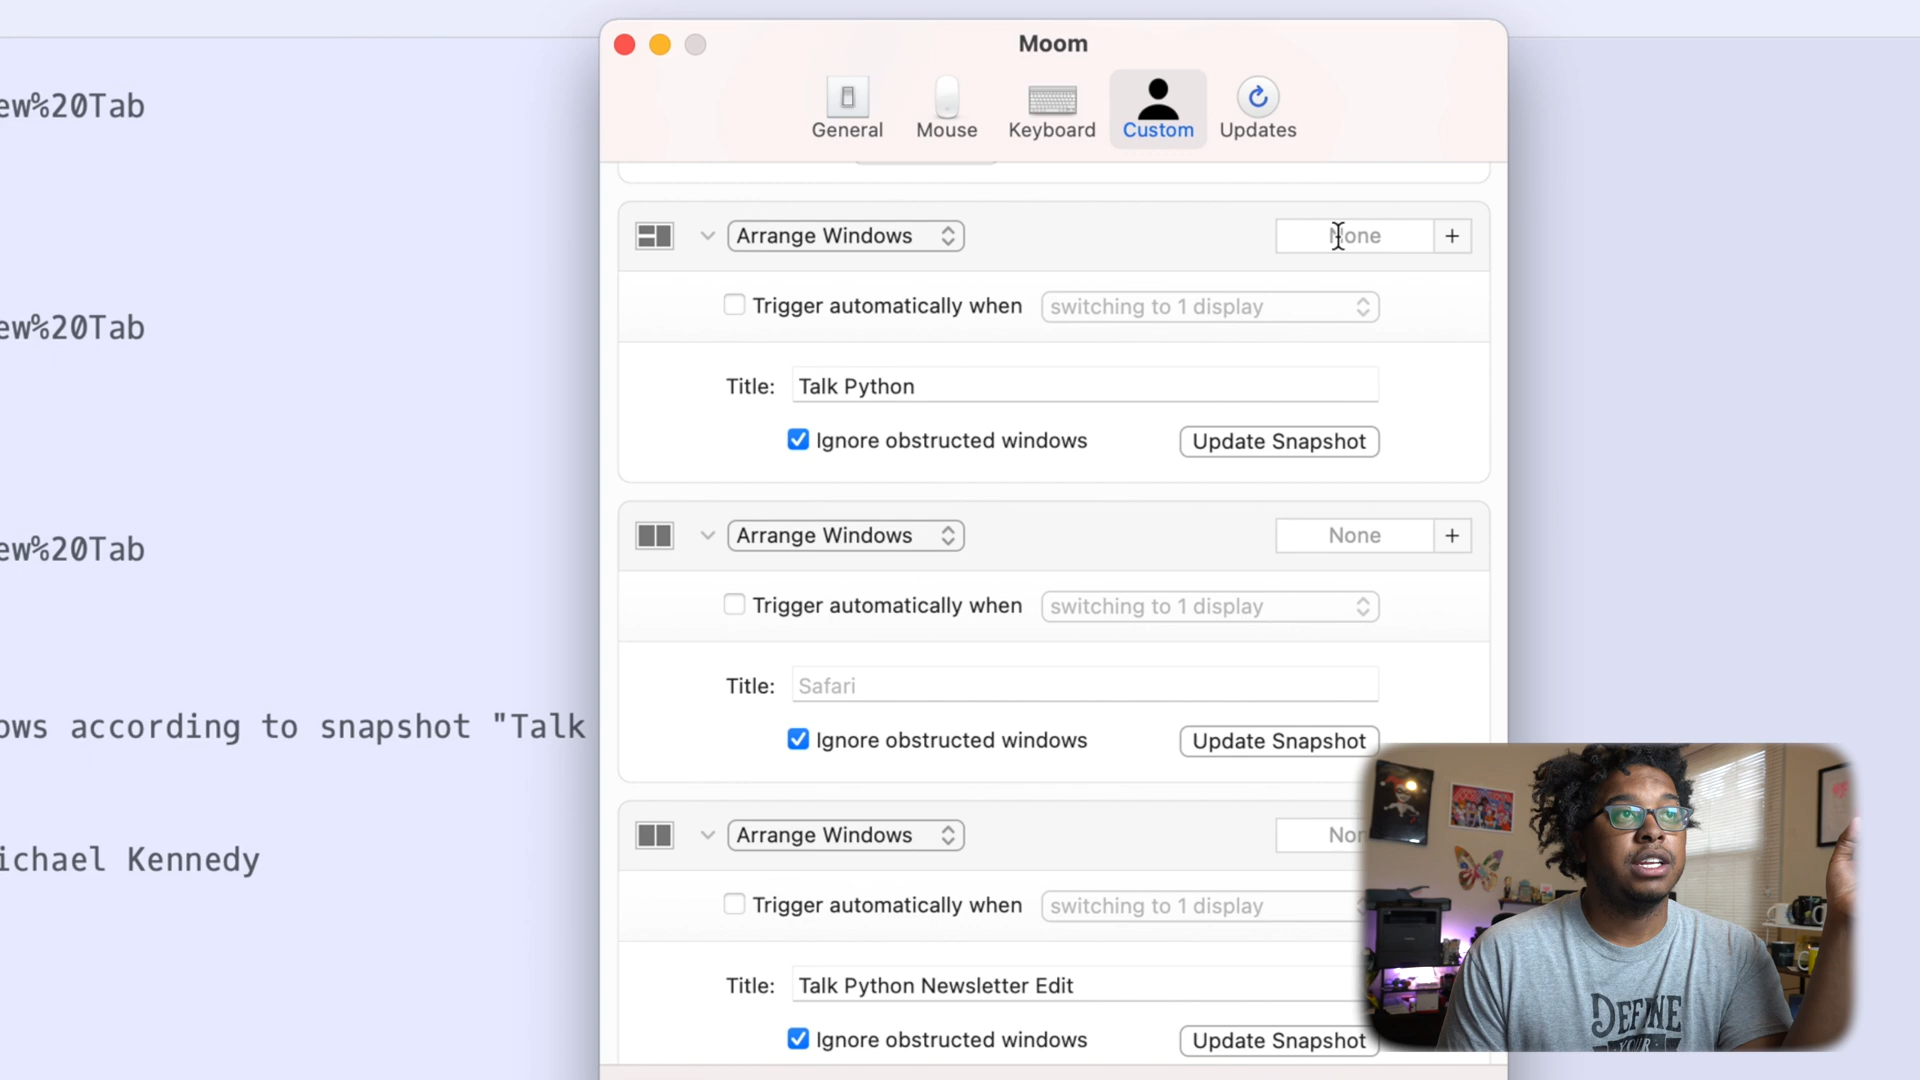 Moom
General Mouse Keyboard Custom Updates
ew%20Tab
Arrange Windows
None +
Trigger automatically when switching to 1 display
ew%20Tab
Title: Talk Python
Ignore obstructed windows Update Snapshot
Arrange Windows
None +
ew%20Tab
Trigger automatically when switching to 1 display
Title: Safari
ows according to snapshot "Talk
Ignore obstructed windows Update Snapshot
Arrange Windows
Non
ichael Kennedy
Trigger automatically when switching to 1 display
Title: Talk Python Newsletter Edit
Ignore obstructed windows Update Snapshot
DEFINE
YOUR